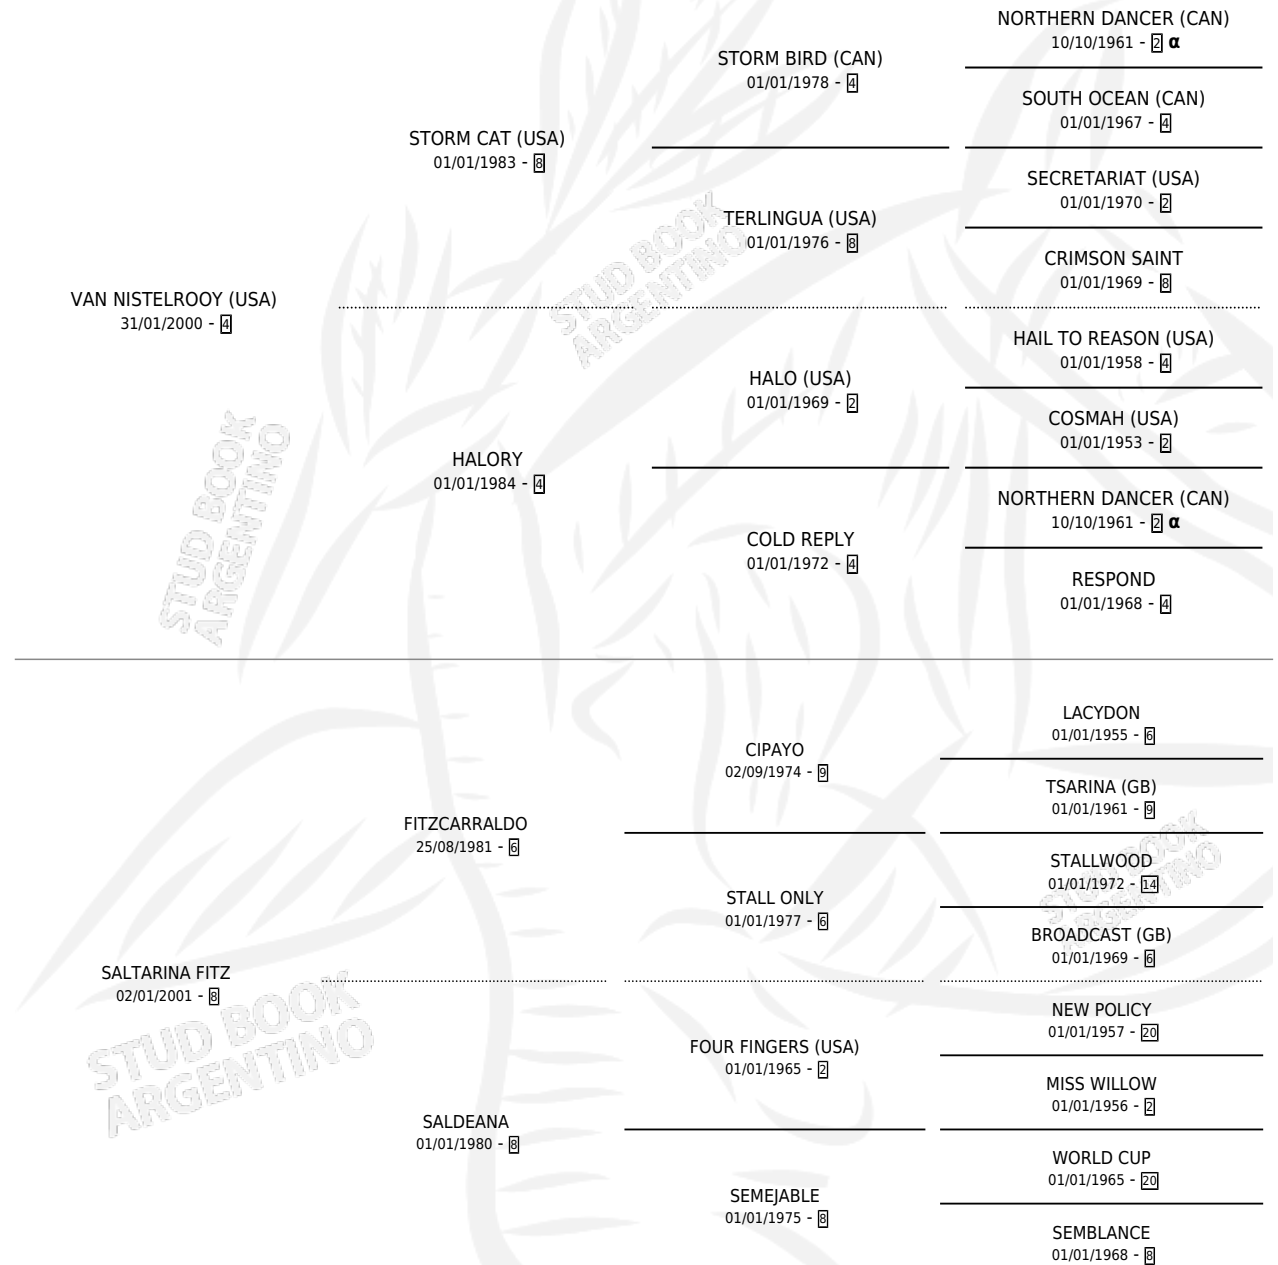 NORTHERN DANCER (CAN)
10/10/1961 - 2 α
STORM BIRD (CAN)
01/01/1978 - 4
SOUTH OCEAN (CAN)
01/01/1967 - 4
STORM CAT (USA)
01/01/1983 - 8
SECRETARIAT (USA)
01/01/1970 - 2
TERLINGUA (USA)
01/01/1976 - 8
CRIMSON SAINT
01/01/1969 - 8
VAN NISTELROOY (USA)
31/01/2000 - 4
HAIL TO REASON (USA)
01/01/1958 - 4
HALO (USA)
01/01/1969 - 2
COSMAH (USA)
01/01/1953 - 2
HALORY
01/01/1984 - 4
NORTHERN DANCER (CAN)
10/10/1961 - 2 α
COLD REPLY
01/01/1972 - 4
RESPOND
01/01/1968 - 4
LACYDON
01/01/1955 - 6
CIPAYO
02/09/1974 - 9
TSARINA (GB)
01/01/1961 - 9
FITZCARRALDO
25/08/1981 - 6
STALLWOOD
01/01/1972 - 14
STALL ONLY
01/01/1977 - 6
BROADCAST (GB)
01/01/1969 - 6
SALTARINA FITZ
02/01/2001 - 8
NEW POLICY
01/01/1957 - 20
FOUR FINGERS (USA)
01/01/1965 - 2
MISS WILLOW
01/01/1956 - 2
SALDEANA
01/01/1980 - 8
WORLD CUP
01/01/1965 - 20
SEMEJABLE
01/01/1975 - 8
SEMBLANCE
01/01/1968 - 8
STUD BOOK
ARGENTINO
STUD BOOK
ARGENTINO
STUD BOOK
ARGENTINO
STUD BOOK
ARGENTINO